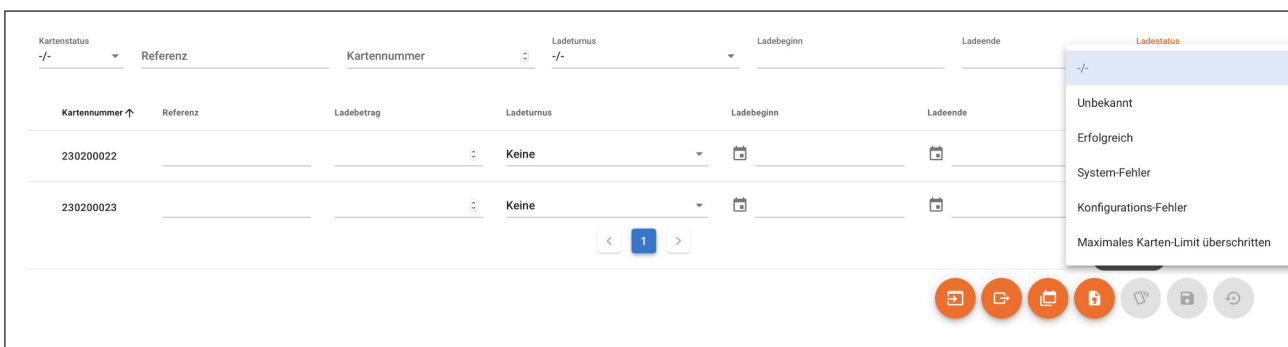 Kartenstatus
-/-
Referenz
Kartennummer
Ladeturnus
-/-
Ladebeginn
Ladeende
Ladestatus
-/-
Unbekannt
Erfolgreich
System-Fehler
Konfigurations-Fehler
Maximales Karten-Limit überschritten
Kartennummer Referenz Ladebetrag Ladeturnus Ladebeginn Ladeende
230200022 Keine
230200023 Keine
1